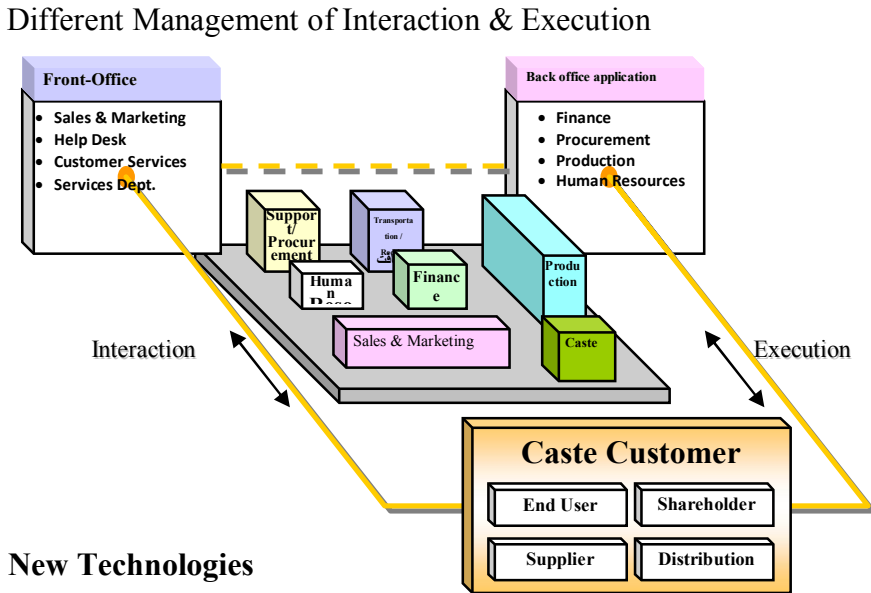 Different Management of Interaction & Execution
Front-Office
• Sales & Marketing
• Help Desk
• Customer Services
• Services Dept.
Back office application
• Finance
• Procurement
• Production
• Human Resources
Suppor
t/
Procur
ement
Transporta
tion /
Huma
n
Financ
e
Produ
ction
Sales & Marketing
Caste
Interaction
Execution
Caste Customer
End User
Shareholder
Supplier
Distribution
New Technologies